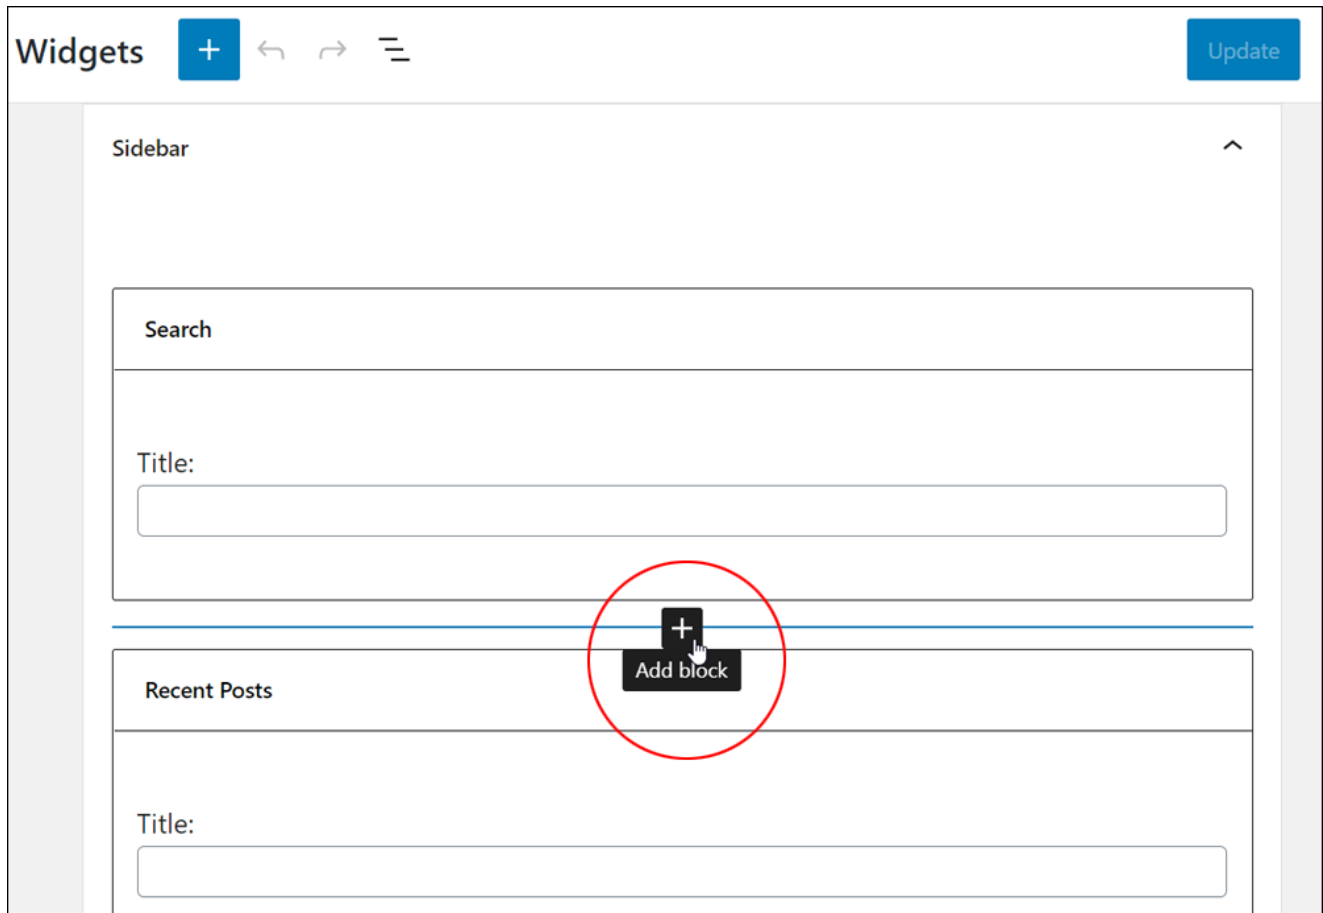 Widgets
Update
Sidebar
Search
Title:
Add block
Recent Posts
Title: